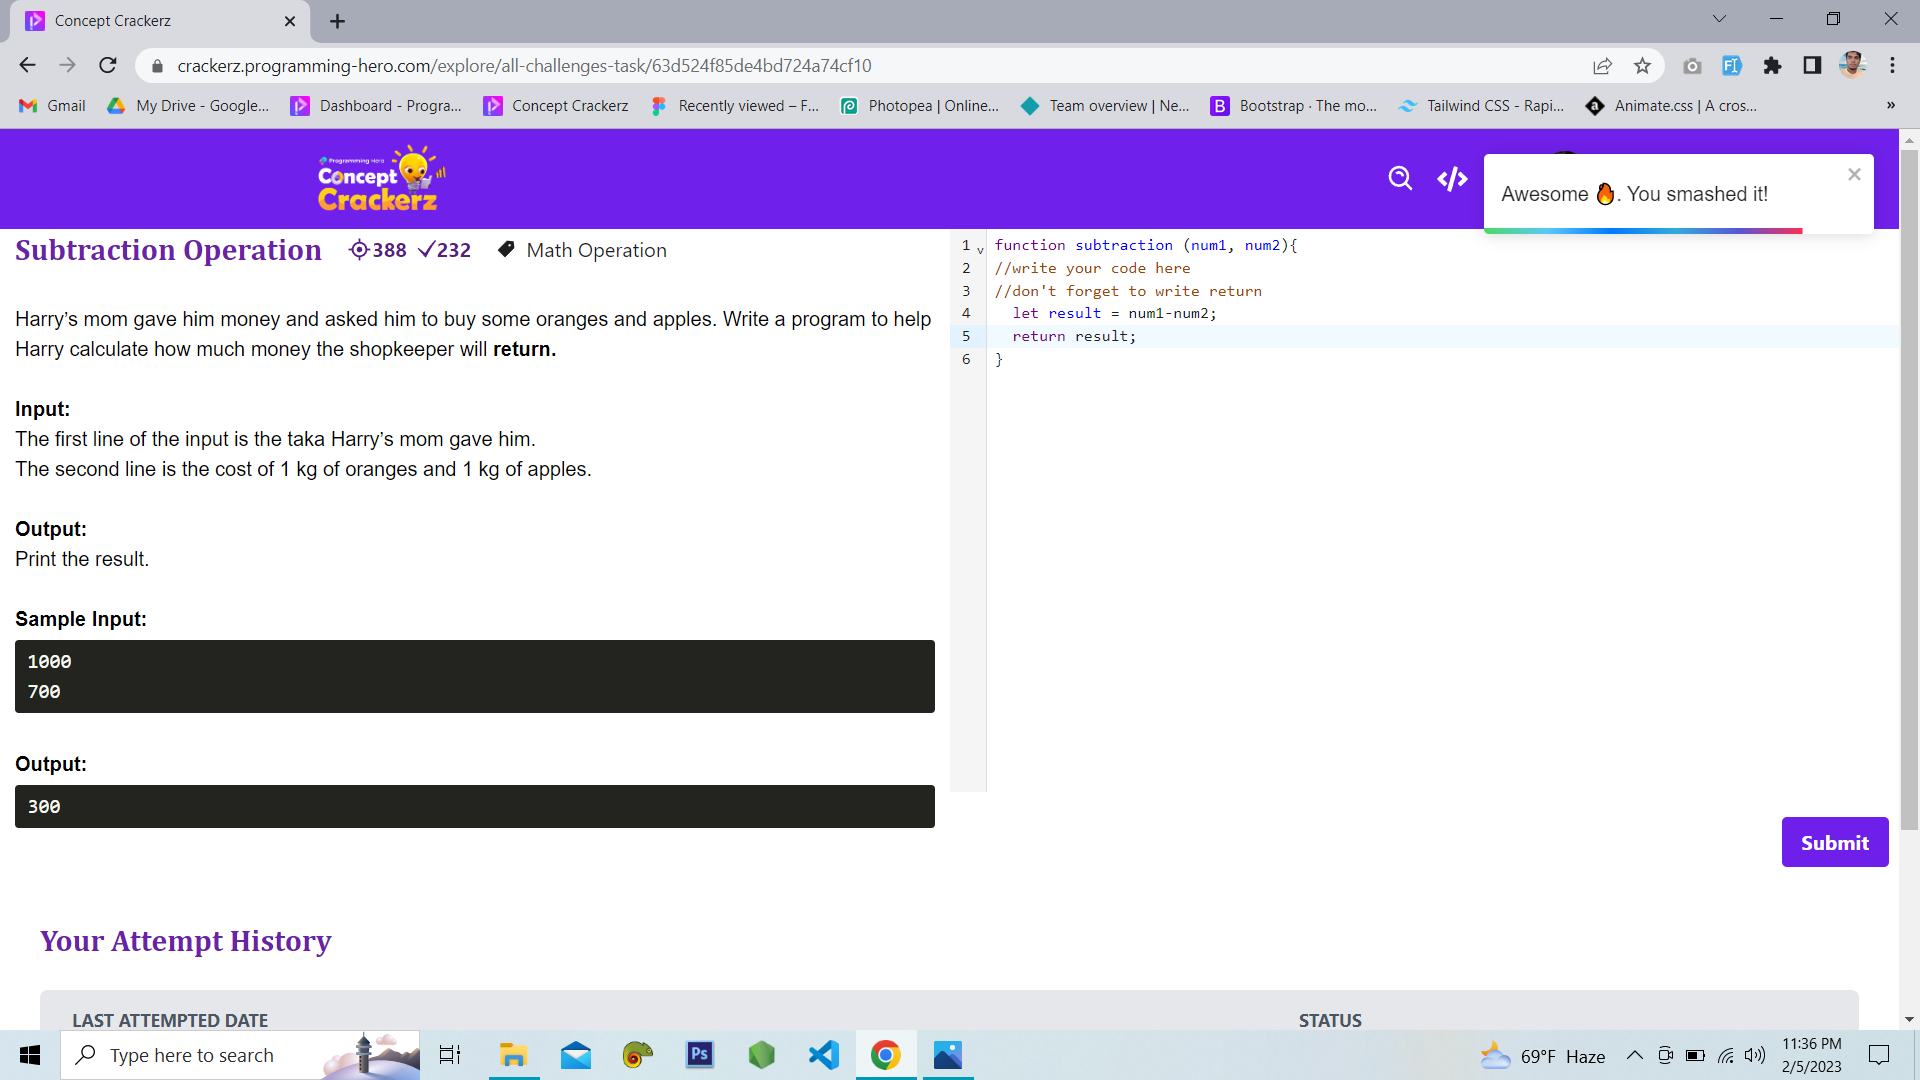 Concept Crackerz
crackerz.programming-hero.com/explore/all-challenges-task/63d524f85de4bd724a74cf10
Gmail
My Drive - Google...
Dashboard - Progra...
Concept Crackerz
Recently viewed – F...
Photopea | Online...
Team overview | Ne...
Bootstrap · The mo...
Tailwind CSS - Rapi...
Animate.css | A cros...
»
Programming Hero
Concept
Crackerz
Awesome 🔥. You smashed it!
Subtraction Operation 388 232 Math Operation
Harry’s mom gave him money and asked him to buy some oranges and apples. Write a program to help
Harry calculate how much money the shopkeeper will return.
Input:
The first line of the input is the taka Harry’s mom gave him.
The second line is the cost of 1 kg of oranges and 1 kg of apples.
Output:
Print the result.
Sample Input:
1000
700
Output:
300
1 function subtraction (num1, num2){
2 //write your code here
3 //don't forget to write return
4 let result = num1-num2;
5 return result;
6 }
Submit
Your Attempt History
LAST ATTEMPTED DATE STATUS
Type here to search
Ps
69°F Haze
11:36 PM
2/5/2023